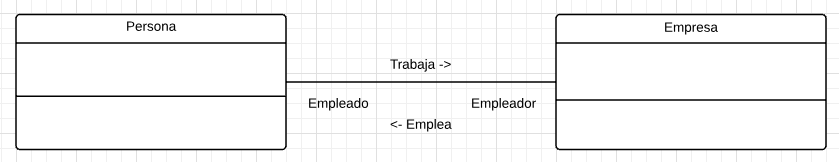 Persona
Empresa
Trabaja ->
Empleado
Empleador
<- Emplea